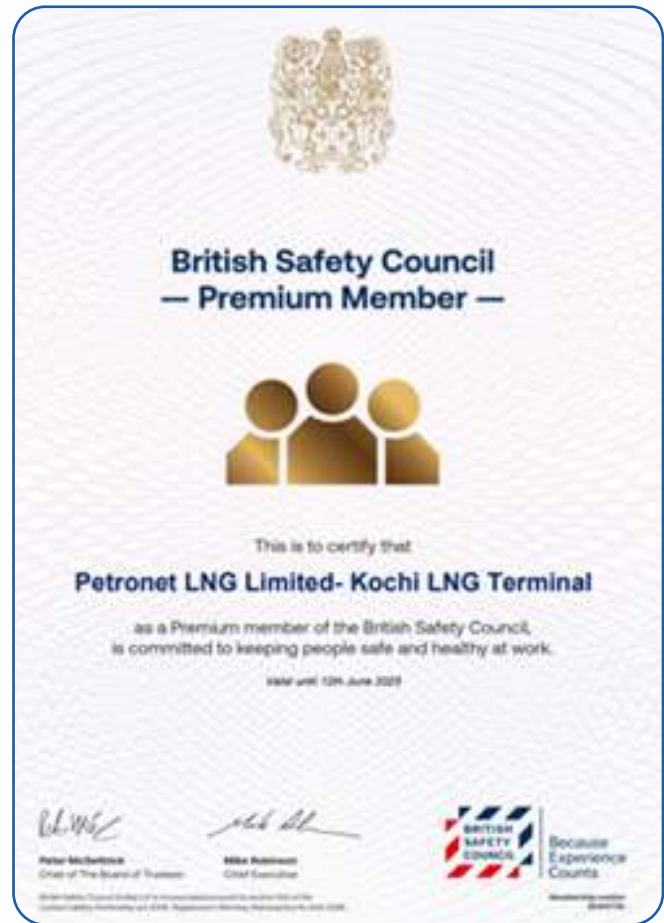 British Safety Council
— Premium Member —
This is to certify that
Petronet LNG Limited- Kochi LNG Terminal
as a Premium member of the British Safety Council,
is committed to keeping people safe and healthy at work.
Valid until 12th June 2025
Peter McGettrick
Chair of The Board of Trustees
Mike Robinson
Chief Executive
BRITISH
SAFETY
COUNCIL
Because
Experience
Counts